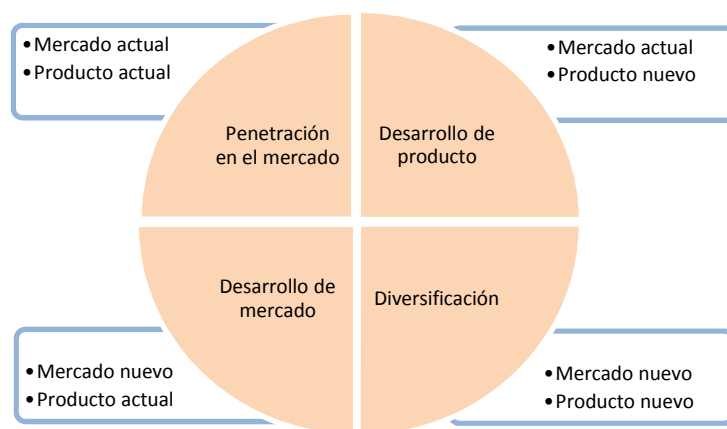 • Mercado actual
• Producto actual
• Mercado actual
• Producto nuevo
Penetración
en el mercado
Desarrollo de
producto
Desarrollo de
mercado
Diversificación
• Mercado nuevo
• Producto actual
• Mercado nuevo
• Producto nuevo